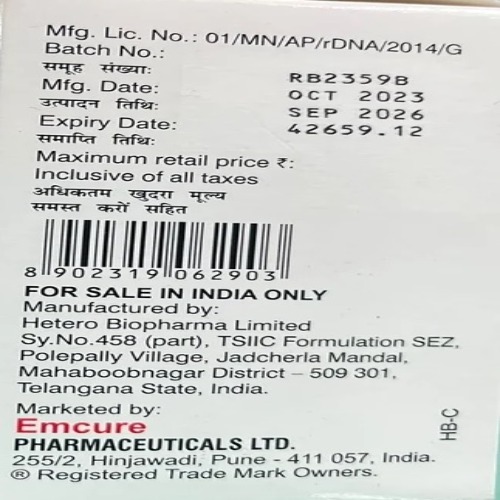 Mfg. Lic. No.: 01/MN/AP/rDNA/2014/G
Batch No.:
समूह संख्याः RB2359B
Mfg. Date: OCT 2023
उत्पादन तिथिः SEP 2026
Expiry Date: 42659.12
समाप्ति तिथिः
Maximum retail price ₹:
Inclusive of all taxes
अधिकतम खुदरा मूल्य
समस्त करों सहित
8 902319 062903
FOR SALE IN INDIA ONLY
Manufactured by:
Hetero Biopharma Limited
Sy.No.458 (part), TSIIC Formulation SEZ,
Polepally Village, Jadcherla Mandal,
Mahaboobnagar District – 509 301,
Telangana State, India.
Marketed by:
Emcure
PHARMACEUTICALS LTD.
255/2, Hinjawadi, Pune - 411 057, India.
® Registered Trade Mark Owners.
HB-C